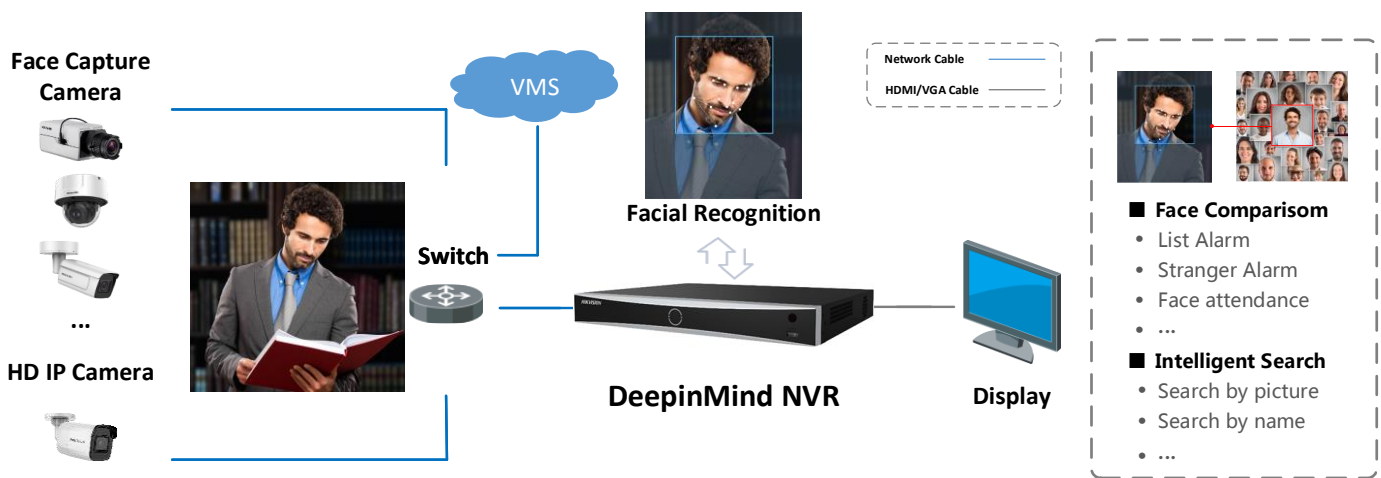 Face Capture
Camera
...
HD IP Camera
VMS
Switch
Facial Recognition
HIKVISION
DeepinMind NVR
Display
Network Cable
HDMI/VGA Cable
■ Face Comparisom
• List Alarm
• Stranger Alarm
• Face attendance
• ...
■ Intelligent Search
• Search by picture
• Search by name
• ...